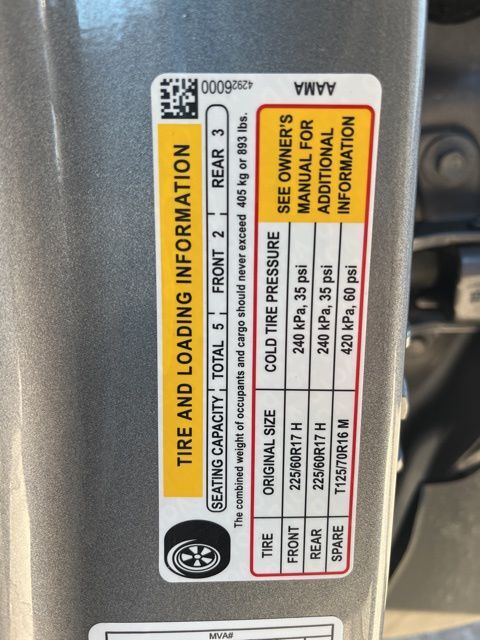 42926000
AAMA
TIRE AND LOADING INFORMATION
SEATING CAPACITY TOTAL 5 FRONT 2 REAR 3
The combined weight of occupants and cargo should never exceed 405 kg or 893 lbs.
TIRE ORIGINAL SIZE COLD TIRE PRESSURE
FRONT 225/60R17 H 240 kPa, 35 psi
REAR 225/60R17 H 240 kPa, 35 psi
SPARE T125/70R16 M 420 kPa, 60 psi
SEE OWNER'S
MANUAL FOR
ADDITIONAL
INFORMATION
MVA#